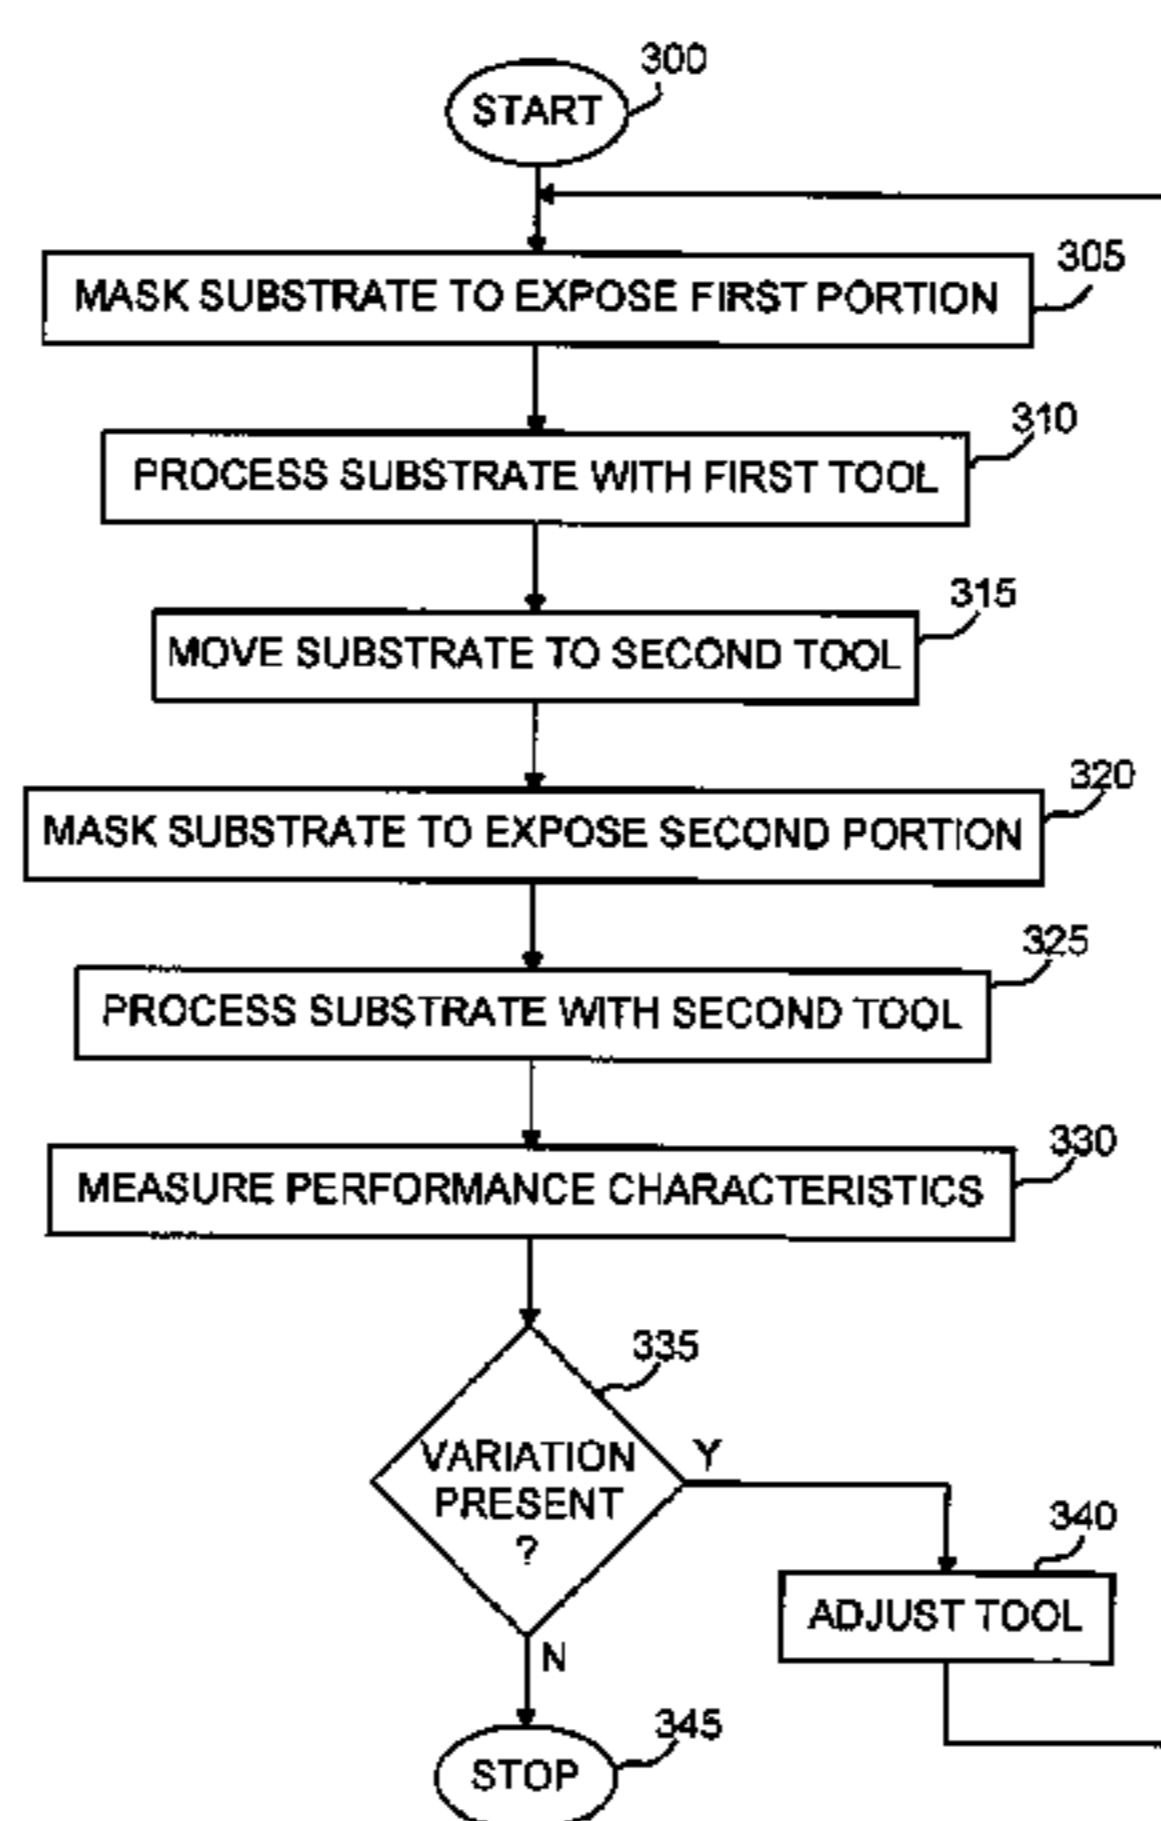 300
START
305
MASK SUBSTRATE TO EXPOSE FIRST PORTION
310
PROCESS SUBSTRATE WITH FIRST TOOL
315
MOVE SUBSTRATE TO SECOND TOOL
320
MASK SUBSTRATE TO EXPOSE SECOND PORTION
325
PROCESS SUBSTRATE WITH SECOND TOOL
330
MEASURE PERFORMANCE CHARACTERISTICS
335
VARIATION
PRESENT
?
Y
340
ADJUST TOOL
N
345
STOP